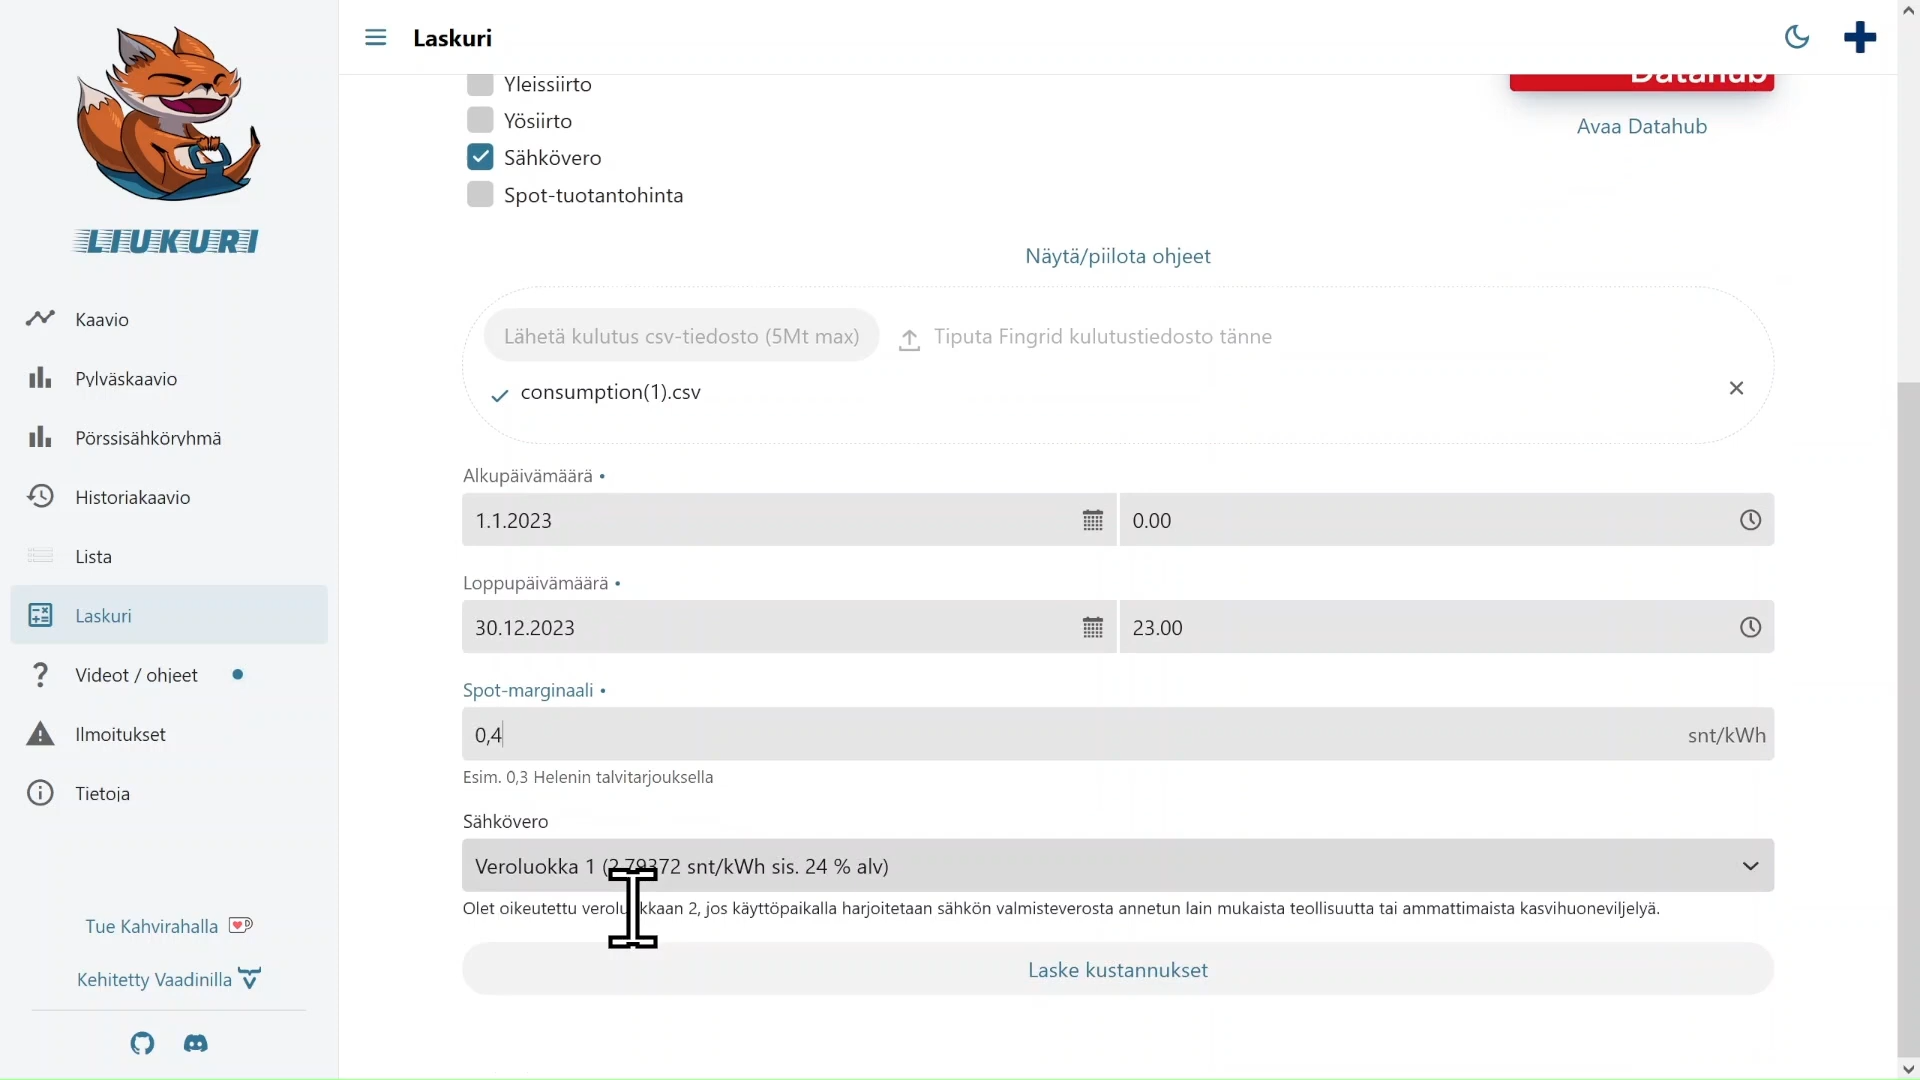 Laskuri
Datahub
Yleissiirto
Yösiirto
Avaa Datahub
Sähkövero
Spot-tuotantohinta
LIUKURI
Näytä/piilota ohjeet
Kaavio
Lähetä kulutus csv-tiedosto (5Mt max)
Tiputa Fingrid kulutustiedosto tänne
Pylväskaavio
consumption(1).csv
Pörssisähköryhmä
Alkupäivämäärä •
Historiakaavio
1.1.2023
0.00
Lista
Loppupäivämäärä •
Laskuri
30.12.2023
23.00
Videot / ohjeet
Spot-marginaali •
Ilmoitukset
0,4
snt/kWh
Esim. 0,3 Helenin talvitarjouksella
Tietoja
Sähkövero
Veroluokka 1 (2,79372 snt/kWh sis. 24 % alv)
Olet oikeutettu veroluokkaan 2, jos käyttöpaikalla harjoitetaan sähkön valmisteverosta annetun lain mukaista teollisuutta tai ammattimaista kasvihuoneviljelyä.
Tue Kahvirahalla
Laske kustannukset
Kehitetty Vaadinilla